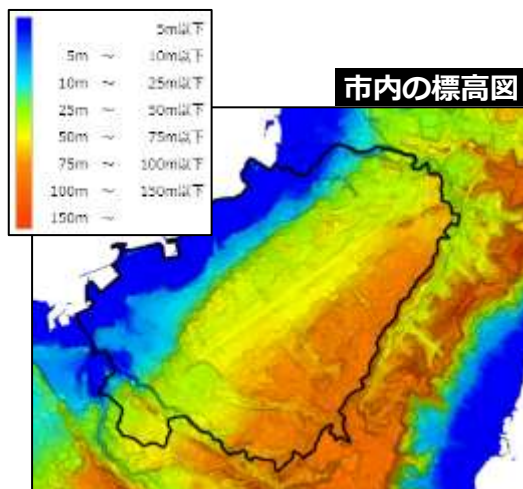 5m以下
5m ～ 10m以下
10m ～ 25m以下
25m ～ 50m以下
50m ～ 75m以下
75m ～ 100m以下
100m ～ 150m以下
150m ～
市内の標高図